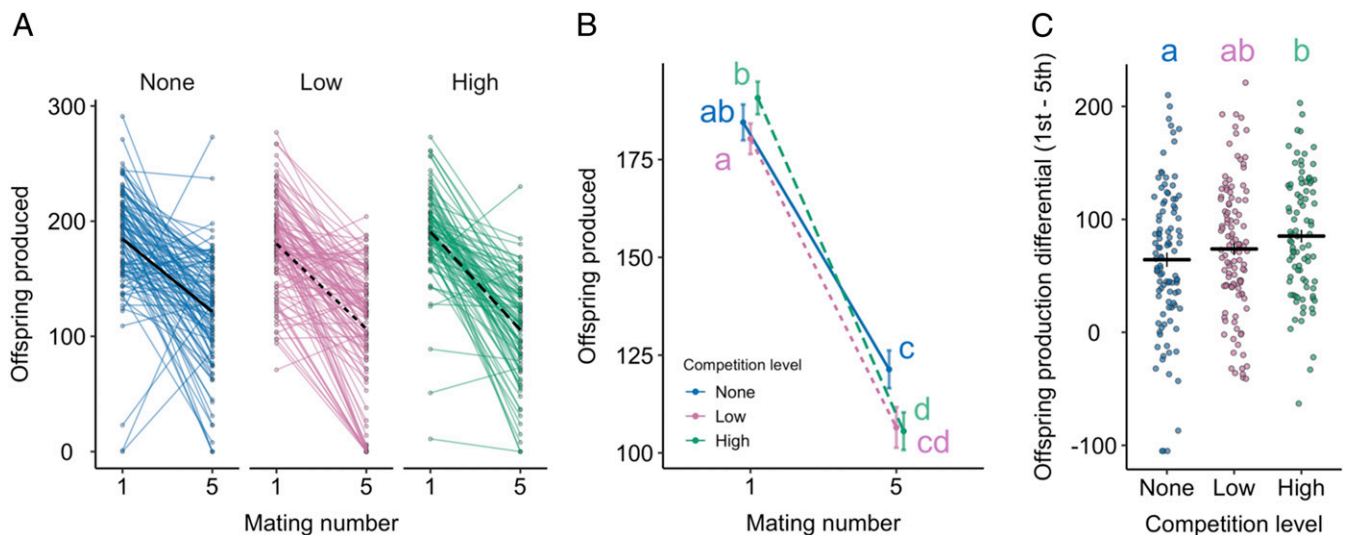 A
None Low High
Offspring produced
300
200
100
0
1 5 1 5 1 5
Mating number
B
Offspring produced
175
150
125
100
b
ab
a
c
d
cd
Competition level
None
Low
High
1 5
Mating number
C
Offspring production differential (1st - 5th)
a ab b
200
100
0
-100
None Low High
Competition level